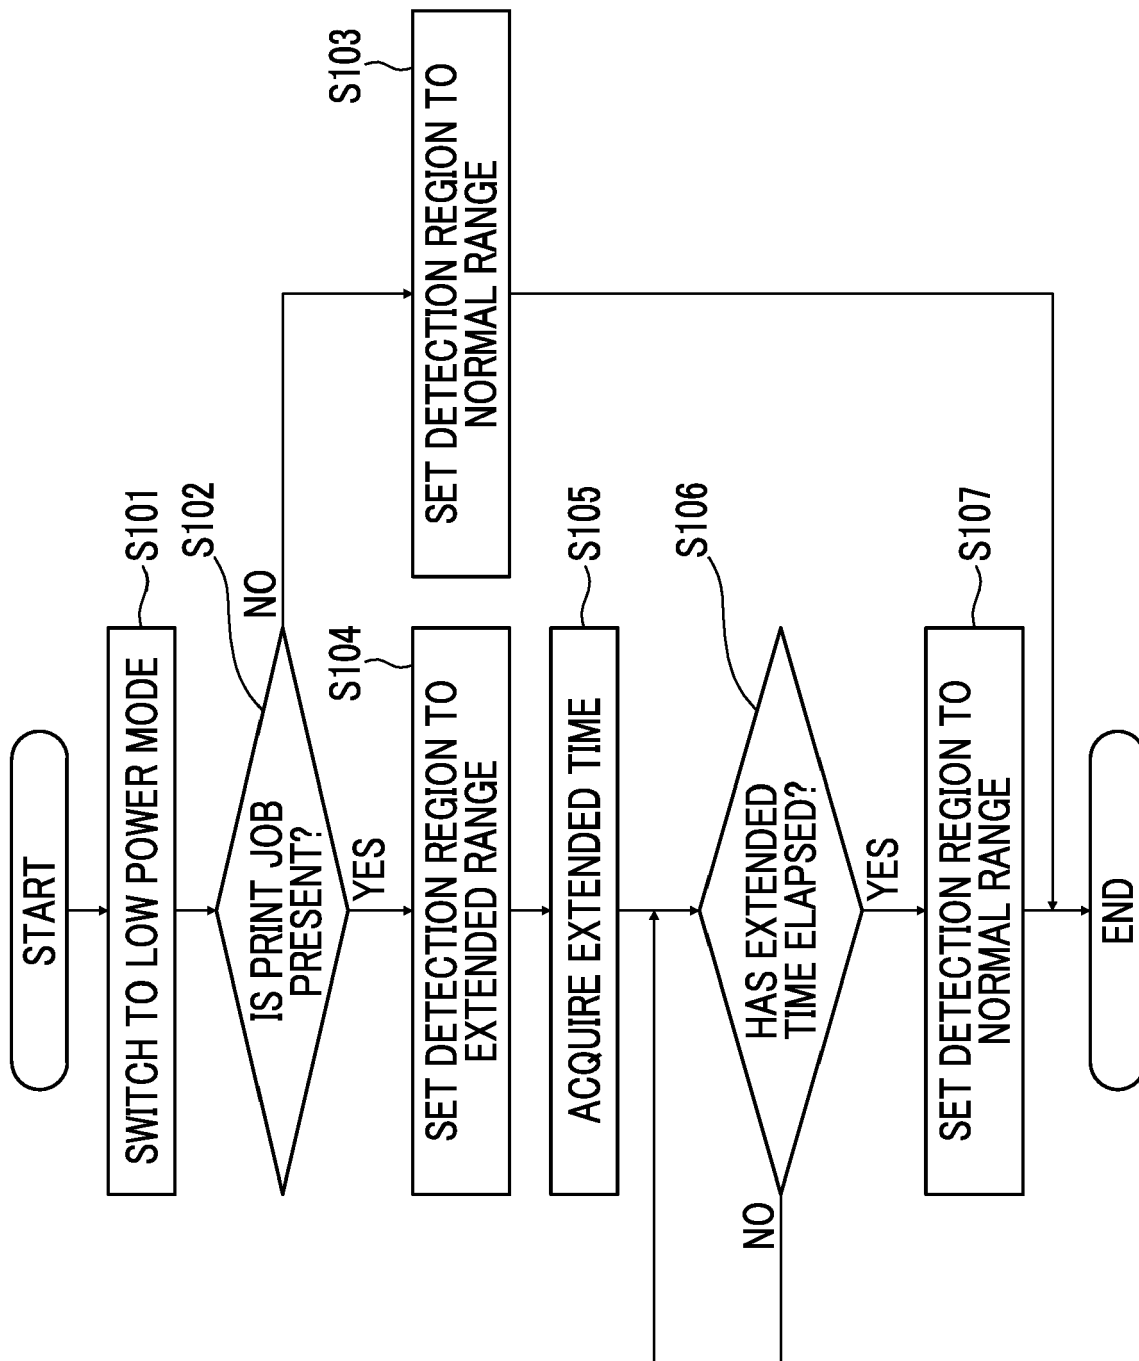 START
SWITCH TO LOW POWER MODE
S101
IS PRINT JOB
PRESENT?
S102
NO
YES
SET DETECTION REGION TO
NORMAL RANGE
S103
SET DETECTION REGION TO
EXTENDED RANGE
S104
ACQUIRE EXTENDED TIME
S105
HAS EXTENDED
TIME ELAPSED?
S106
NO
YES
SET DETECTION REGION TO
NORMAL RANGE
S107
END